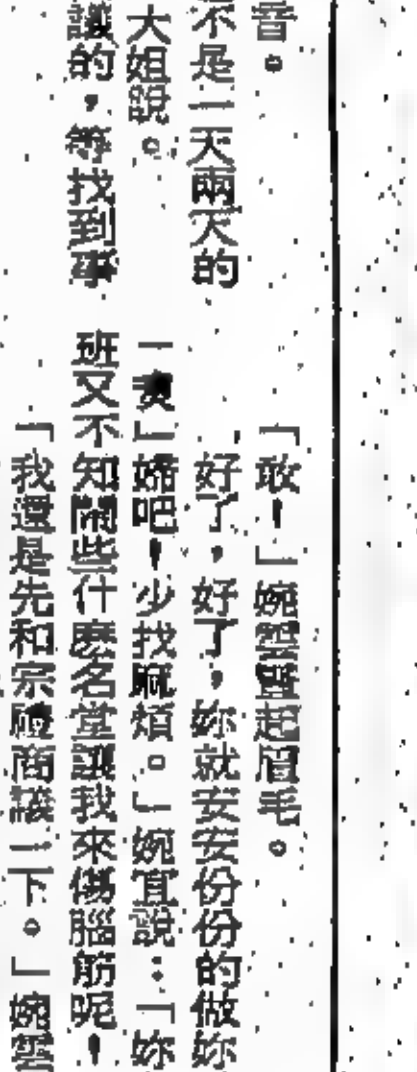 音。
不是一天兩天的
大姐說。
議的,等找到事
「敢!」婉雲豎起眉毛。
好了,好了,妳就安安份份的做妳
一夫」婦吧!少找麻煩。」婉宜說:「妳
班又不知鬧些什麼名堂讓我來傷腦筋呢!
「我還是先和宗禮商議一下。」婉雲